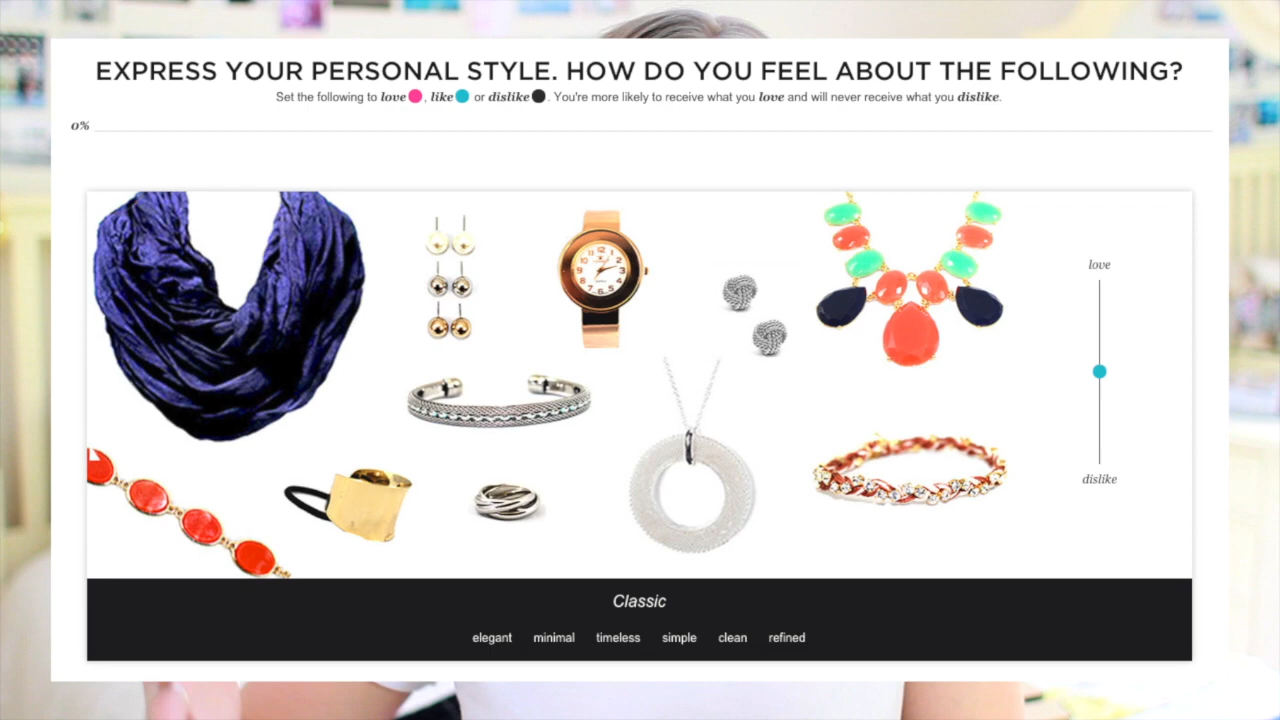 EXPRESS YOUR PERSONAL STYLE. HOW DO YOU FEEL ABOUT THE FOLLOWING?
Set the following to love, like or dislike. You're more likely to receive what you love and will never receive what you dislike.
0%
love
dislike
Classic
elegant minimal timeless simple clean refined